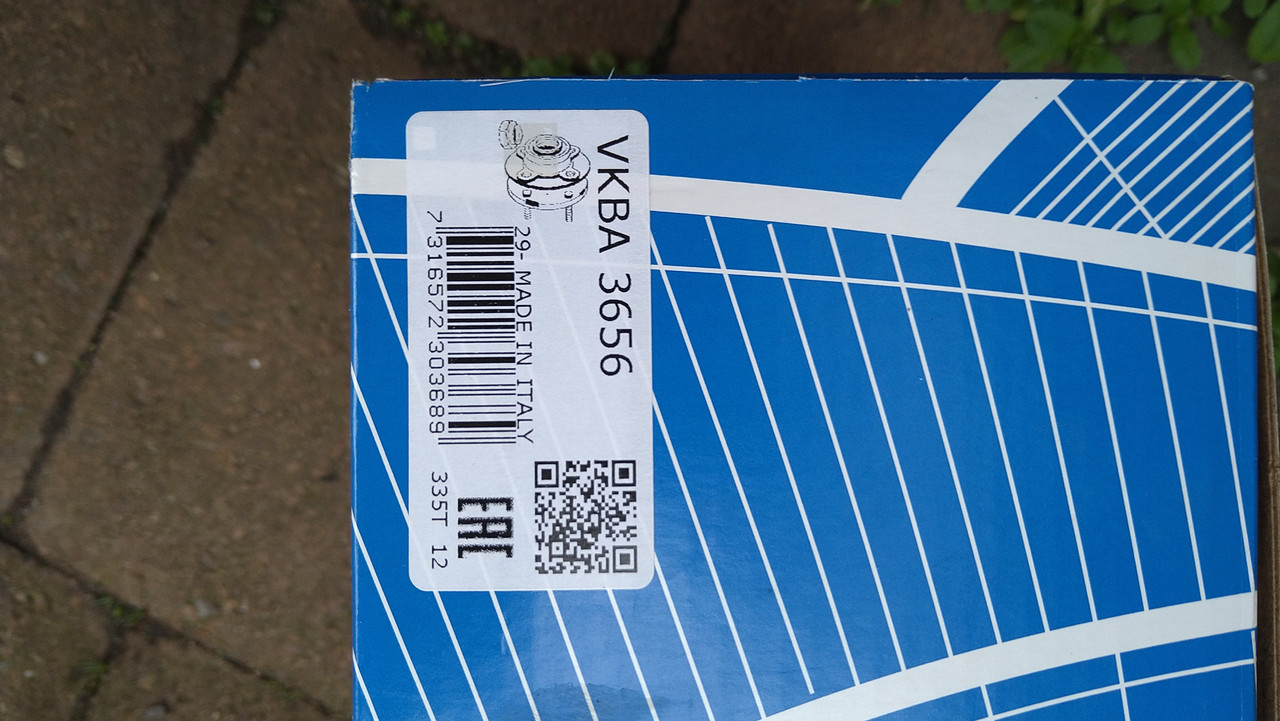 VKBA 3656
29- MADE IN ITALY
7 316572 303689
335T 12
EAC